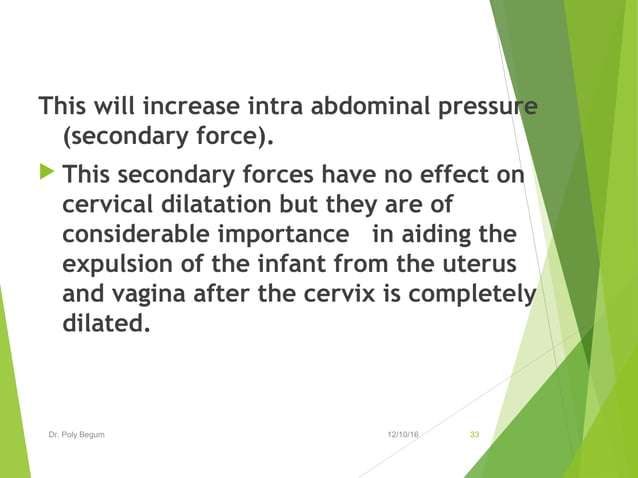 This will increase intra abdominal pressure
(secondary force).
This secondary forces have no effect on
cervical dilatation but they are of
considerable importance in aiding the
expulsion of the infant from the uterus
and vagina after the cervix is completely
dilated.
Dr. Poly Begum 12/10/16 33